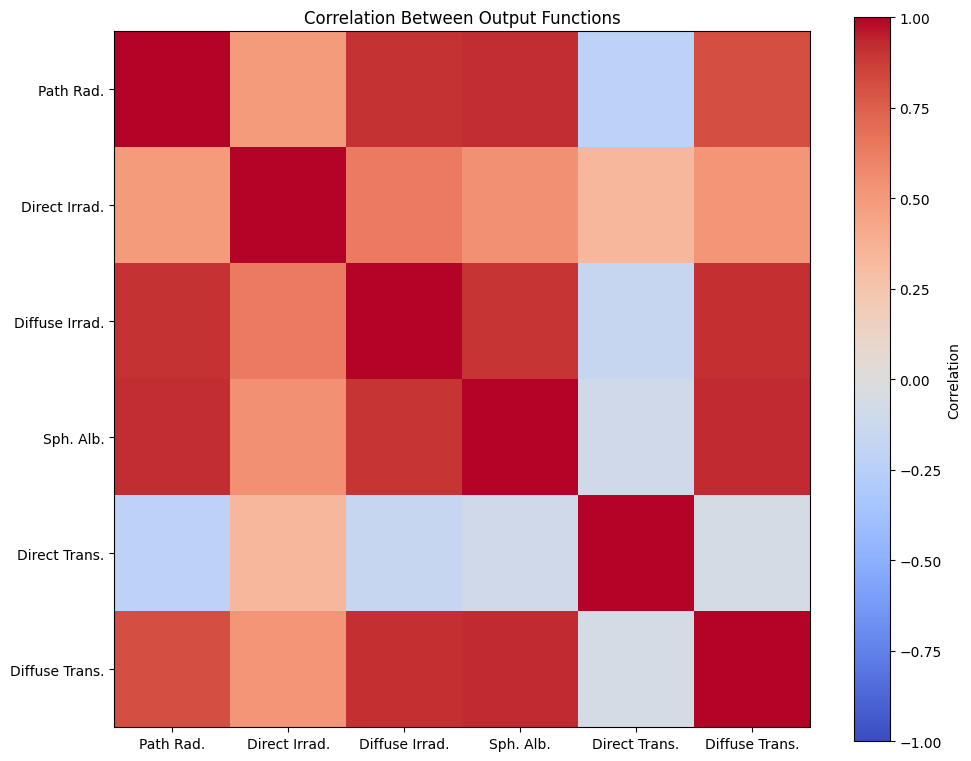 Correlation Between Output Functions
Path Rad.
Direct Irrad.
Diffuse Irrad.
Sph. Alb.
Direct Trans.
Diffuse Trans.
Path Rad.
Direct Irrad.
Diffuse Irrad.
Sph. Alb.
Direct Trans.
Diffuse Trans.
1.00
0.75
0.50
0.25
0.00
−0.25
−0.50
−0.75
−1.00
Correlation